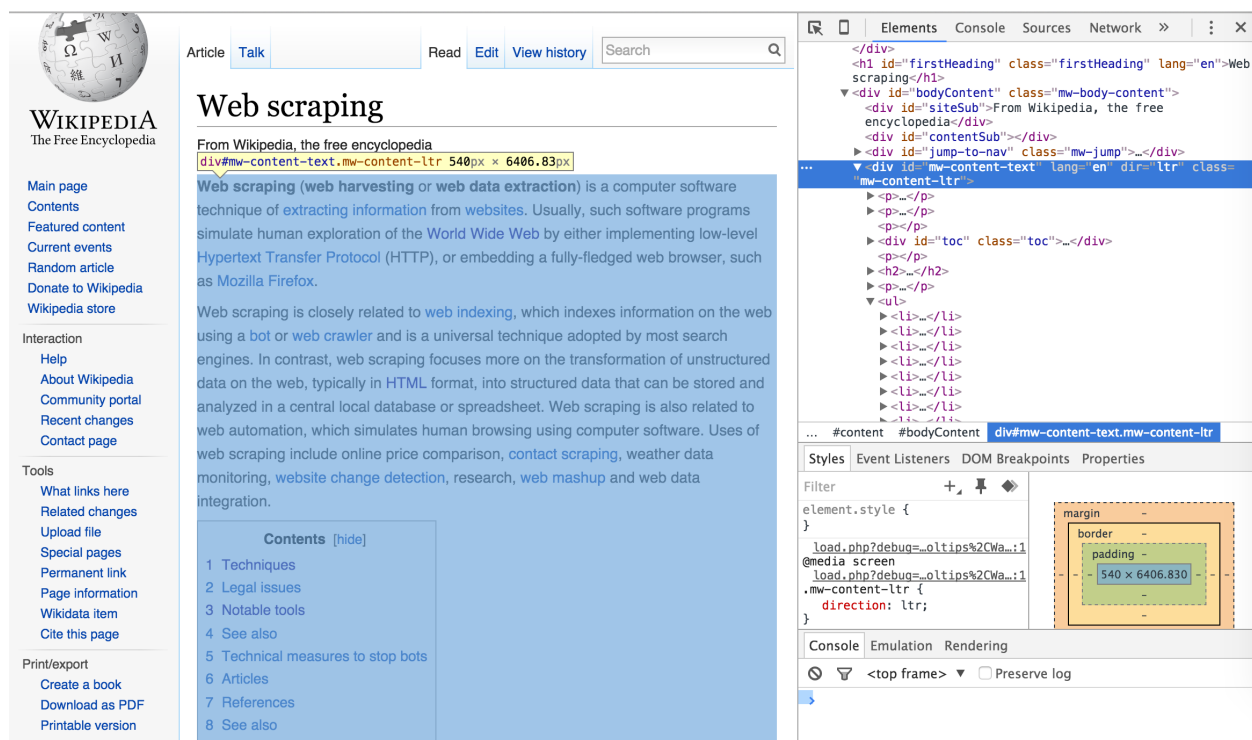 WIKIPEDIA
The Free Encyclopedia
Main page
Contents
Featured content
Current events
Random article
Donate to Wikipedia
Wikipedia store
Interaction
Help
About Wikipedia
Community portal
Recent changes
Contact page
Tools
What links here
Related changes
Upload file
Special pages
Permanent link
Page information
Wikidata item
Cite this page
Print/export
Create a book
Download as PDF
Printable version
Article Talk Read Edit View history Search
Web scraping
From Wikipedia, the free encyclopedia
div#mw-content-text.mw-content-ltr 540px × 6406.83px
Web scraping (web harvesting or web data extraction) is a computer software
technique of extracting information from websites. Usually, such software programs
simulate human exploration of the World Wide Web by either implementing low-level
Hypertext Transfer Protocol (HTTP), or embedding a fully-fledged web browser, such
as Mozilla Firefox.
Web scraping is closely related to web indexing, which indexes information on the web
using a bot or web crawler and is a universal technique adopted by most search
engines. In contrast, web scraping focuses more on the transformation of unstructured
data on the web, typically in HTML format, into structured data that can be stored and
analyzed in a central local database or spreadsheet. Web scraping is also related to
web automation, which simulates human browsing using computer software. Uses of
web scraping include online price comparison, contact scraping, weather data
monitoring, website change detection, research, web mashup and web data
integration.
Contents [hide]
1 Techniques
2 Legal issues
3 Notable tools
4 See also
5 Technical measures to stop bots
6 Articles
7 References
8 See also
Elements Console Sources Network »
</div>
<h1 id="firstHeading" class="firstHeading" lang="en">Web
scraping</h1>
▼<div id="bodyContent" class="mw-body-content">
<div id="siteSub">From Wikipedia, the free
encyclopedia</div>
<div id="contentSub"></div>
▶<div id="jump-to-nav" class="mw-jump">…</div>
... ▼<div id="mw-content-text" lang="en" dir="ltr" class=
"mw-content-ltr">
▶<p>…</p>
▶<p>…</p>
<p></p>
▶<div id="toc" class="toc">…</div>
<p></p>
▶<h2>…</h2>
▶<p>…</p>
▼<ul>
▶<li>…</li>
▶<li>…</li>
▶<li>…</li>
▶<li>…</li>
▶<li>…</li>
▶<li>…</li>
▶<li>…</li>
▶<li>…</li>
... #content #bodyContent div#mw-content-text.mw-content-ltr
Styles Event Listeners DOM Breakpoints Properties
Filter
element.style {
}
load.php?debug=…oltips%2CWa…:1
@media screen
load.php?debug=…oltips%2CWa…:1
.mw-content-ltr {
direction: ltr;
}
margin -
border -
padding -
- - - 540 × 6406.830 - - -
-
-
Console Emulation Rendering
<top frame> ▼ Preserve log